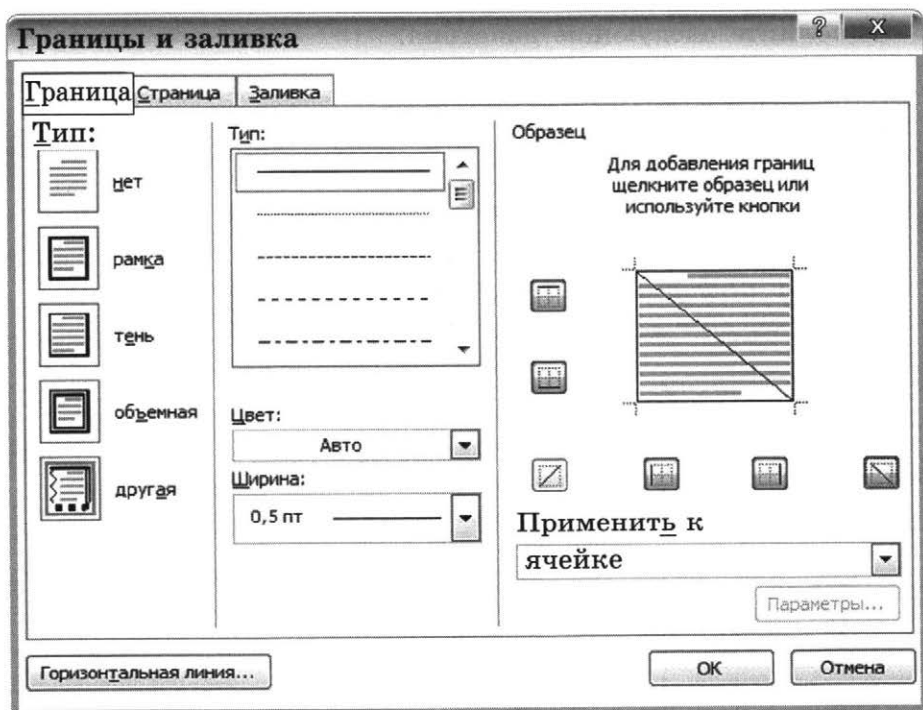 Границы и заливка
? X
Граница Страница Заливка
Тип:
нет
рамка
тень
объемная
другая
Тип:
Цвет:
Авто
Ширина:
0,5 пт
Образец
Для добавления границ
щелкните образец или
используйте кнопки
Применить к
ячейке
Параметры...
Горизонтальная линия...
ОК
Отмена